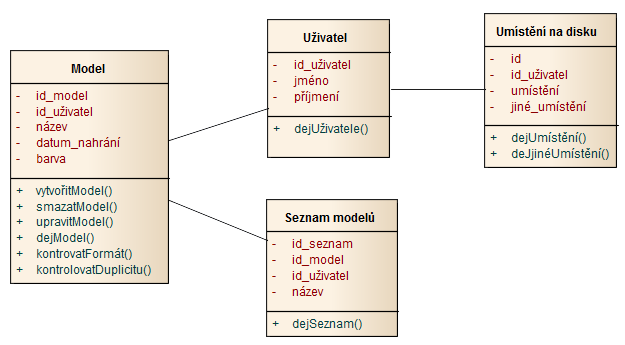 Model
- id_model
- id_uživatel
- název
- datum_nahrání
- barva
+ vytvořitModel()
+ smazatModel()
+ upravitModel()
+ dejModel()
+ kontrovatFormát()
+ kontrolovatDuplicitu()
Uživatel
- id_uživatel
- jméno
- příjmení
+ dejUživatele()
Umístění na disku
- id
- id_uživatel
- umístění
- jiné_umístění
+ dejUmístění()
+ deJjinéUmístění()
Seznam modelů
- id_seznam
- id_model
- id_uživatel
- název
+ dejSeznam()